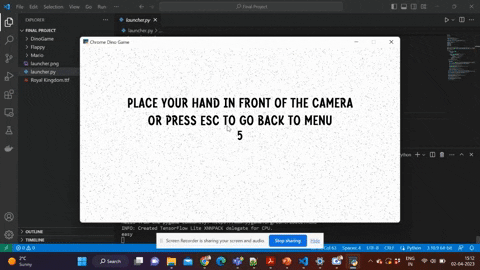 File Edit Selection View Go Run
Final Project
EXPLORER
launcher.py
FINAL PROJECT
launcher.py
DinoGame
Flappy
Mario
launcher.png
launcher.py
Royal Kingdom.ttf
Chrome Dino Game
PLACE YOUR HAND IN FRONT OF THE CAMERA
OR PRESS ESC TO GO BACK TO MENU
5
Python
INFO: Created TensorFlow Lite XNNPACK delegate for CPU.
easy
OUTLINE
TIMELINE
Screen Recorder is sharing your screen and audio.
Stop sharing
Hide
Spaces: 4
UTF-8
CRLF
Python
2°C
Sunny
Search
ENG
IN
15:12
02-04-2023